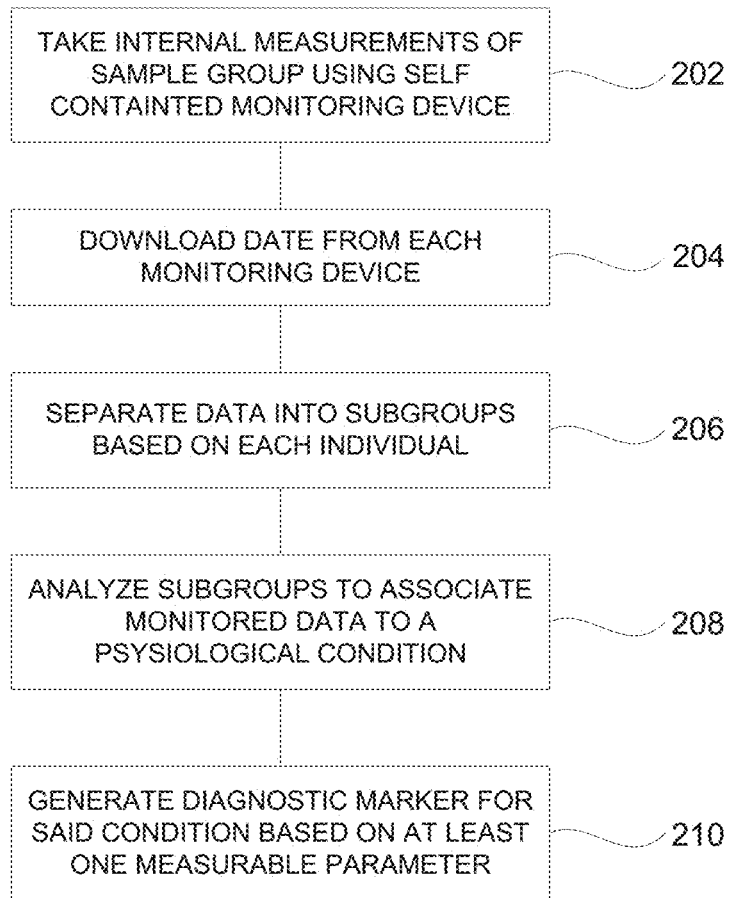 TAKE INTERNAL MEASUREMENTS OF
SAMPLE GROUP USING SELF
CONTAINTED MONITORING DEVICE
202
DOWNLOAD DATE FROM EACH
MONITORING DEVICE
204
SEPARATE DATA INTO SUBGROUPS
BASED ON EACH INDIVIDUAL
206
ANALYZE SUBGROUPS TO ASSOCIATE
MONITORED DATA TO A
PSYSIOLOGICAL CONDITION
208
GENERATE DIAGNOSTIC MARKER FOR
SAID CONDITION BASED ON AT LEAST
ONE MEASURABLE PARAMETER
210